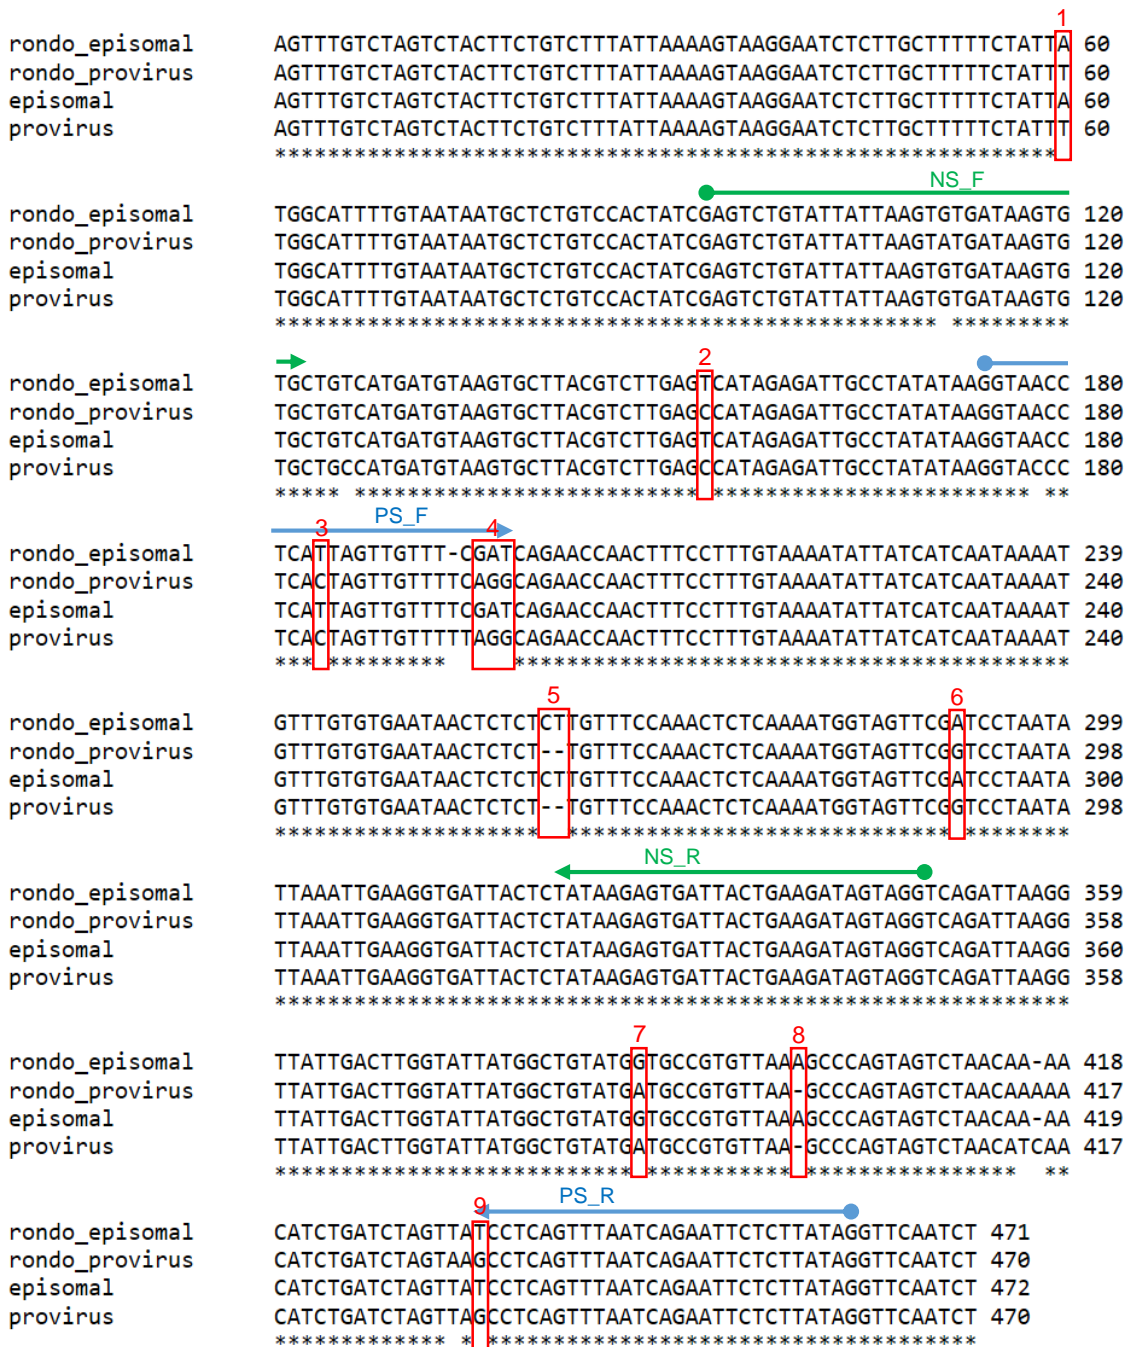 1
rondo_episomal AGTTTGTCTAGTCTACTTCTGTCTTTATTAAAAGTAAGGAATCTCTTGCTTTTTCTATTA 60
rondo_provirus AGTTTGTCTAGTCTACTTCTGTCTTTATTAAAAGTAAGGAATCTCTTGCTTTTTCTATTT 60
episomal AGTTTGTCTAGTCTACTTCTGTCTTTATTAAAAGTAAGGAATCTCTTGCTTTTTCTATTA 60
provirus AGTTTGTCTAGTCTACTTCTGTCTTTATTAAAAGTAAGGAATCTCTTGCTTTTTCTATTT 60
***********************************************************
NS_F
rondo_episomal TGGCATTTTGTAATAATGCTCTGTCCACTATCGAGTCTGTATTATTAAGTGTGATAAGTG 120
rondo_provirus TGGCATTTTGTAATAATGCTCTGTCCACTATCGAGTCTGTATTATTAAGTATGATAAGTG 120
episomal TGGCATTTTGTAATAATGCTCTGTCCACTATCGAGTCTGTATTATTAAGTGTGATAAGTG 120
provirus TGGCATTTTGTAATAATGCTCTGTCCACTATCGAGTCTGTATTATTAAGTGTGATAAGTG 120
************************************************** *********
2
rondo_episomal TGCTGTCATGATGTAAGTGCTTACGTCTTGAGTCATAGAGATTGCCTATATAAGGTAACC 180
rondo_provirus TGCTGTCATGATGTAAGTGCTTACGTCTTGAGCCATAGAGATTGCCTATATAAGGTAACC 180
episomal TGCTGTCATGATGTAAGTGCTTACGTCTTGAGTCATAGAGATTGCCTATATAAGGTAACC 180
provirus TGCTGCCATGATGTAAGTGCTTACGTCTTGAGCCATAGAGATTGCCTATATAAGGTACCC 180
***** ************************** ************************ **
PS_F
3 4
rondo_episomal TCATTAGTTGTTT-CGATCAGAACCAACTTTCCTTTGTAAAATATTATCATCAATAAAAT 239
rondo_provirus TCACTAGTTGTTTTCAGGCAGAACCAACTTTCCTTTGTAAAATATTATCATCAATAAAAT 240
episomal TCATTAGTTGTTTTCGATCAGAACCAACTTTCCTTTGTAAAATATTATCATCAATAAAAT 240
provirus TCACTAGTTGTTTTTAGGCAGAACCAACTTTCCTTTGTAAAATATTATCATCAATAAAAT 240
*** ********* ******************************************
5 6
rondo_episomal GTTTGTGTGAATAACTCTCTCTTGTTTCCAAACTCTCAAAATGGTAGTTCGATCCTAATA 299
rondo_provirus GTTTGTGTGAATAACTCTCT--TGTTTCCAAACTCTCAAAATGGTAGTTCGGTCCTAATA 298
episomal GTTTGTGTGAATAACTCTCTCTTGTTTCCAAACTCTCAAAATGGTAGTTCGATCCTAATA 300
provirus GTTTGTGTGAATAACTCTCT--TGTTTCCAAACTCTCAAAATGGTAGTTCGGTCCTAATA 298
******************** ***************************** ********
NS_R
rondo_episomal TTAAATTGAAGGTGATTACTCTATAAGAGTGATTACTGAAGATAGTAGGTCAGATTAAGG 359
rondo_provirus TTAAATTGAAGGTGATTACTCTATAAGAGTGATTACTGAAGATAGTAGGTCAGATTAAGG 358
episomal TTAAATTGAAGGTGATTACTCTATAAGAGTGATTACTGAAGATAGTAGGTCAGATTAAGG 360
provirus TTAAATTGAAGGTGATTACTCTATAAGAGTGATTACTGAAGATAGTAGGTCAGATTAAGG 358
************************************************************
7 8
rondo_episomal TTATTGACTTGGTATTATGGCTGTATGGTGCCGTGTTAAAGCCCAGTAGTCTAACAA-AA 418
rondo_provirus TTATTGACTTGGTATTATGGCTGTATGATGCCGTGTTAA-GCCCAGTAGTCTAACAAAAA 417
episomal TTATTGACTTGGTATTATGGCTGTATGGTGCCGTGTTAAAGCCCAGTAGTCTAACAA-AA 419
provirus TTATTGACTTGGTATTATGGCTGTATGATGCCGTGTTAA-GCCCAGTAGTCTAACATCAA 417
*************************** *********** **************** **
9 PS_R
rondo_episomal CATCTGATCTAGTTATCCTCAGTTTAATCAGAATTCTCTTATAGGTTCAATCT 471
rondo_provirus CATCTGATCTAGTAAGCCTCAGTTTAATCAGAATTCTCTTATAGGTTCAATCT 470
episomal CATCTGATCTAGTTATCCTCAGTTTAATCAGAATTCTCTTATAGGTTCAATCT 472
provirus CATCTGATCTAGTTAGCCTCAGTTTAATCAGAATTCTCTTATAGGTTCAATCT 470
************* * *************************************